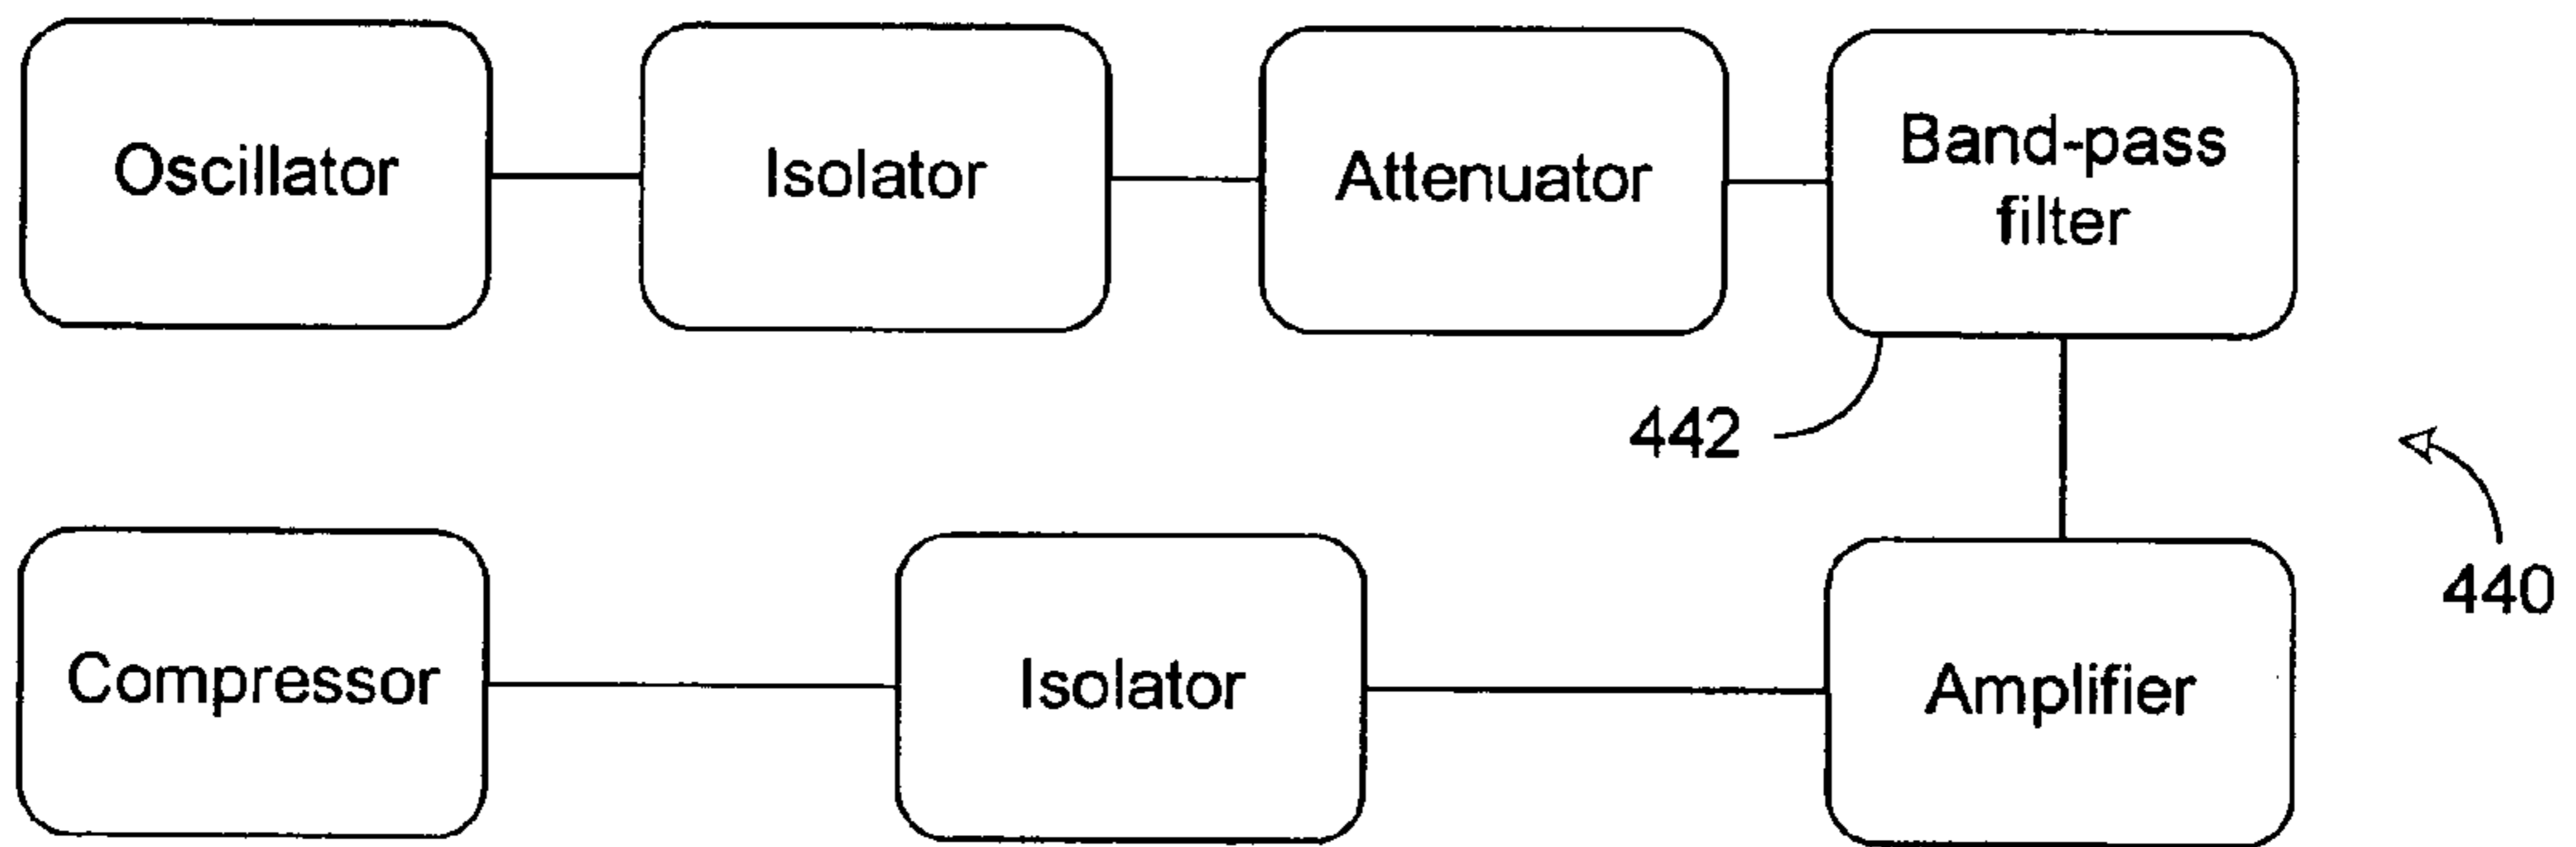 Oscillator
Isolator
Attenuator
Band-pass
filter
442
440
Compressor
Isolator
Amplifier